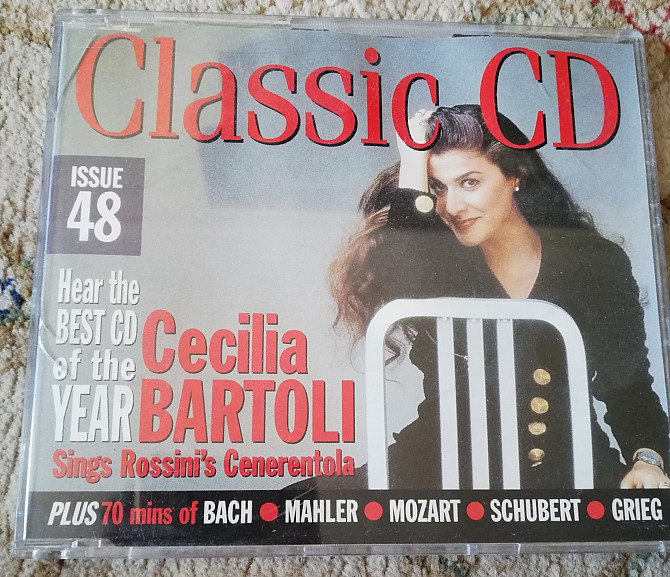 Classic CD
ISSUE
48
Hear the
BEST CD
of the
YEAR
Cecilia
BARTOLI
Sings Rossini's Cenerentola
PLUS 70 mins of BACH ● MAHLER ● MOZART ● SCHUBERT ● GRIEG